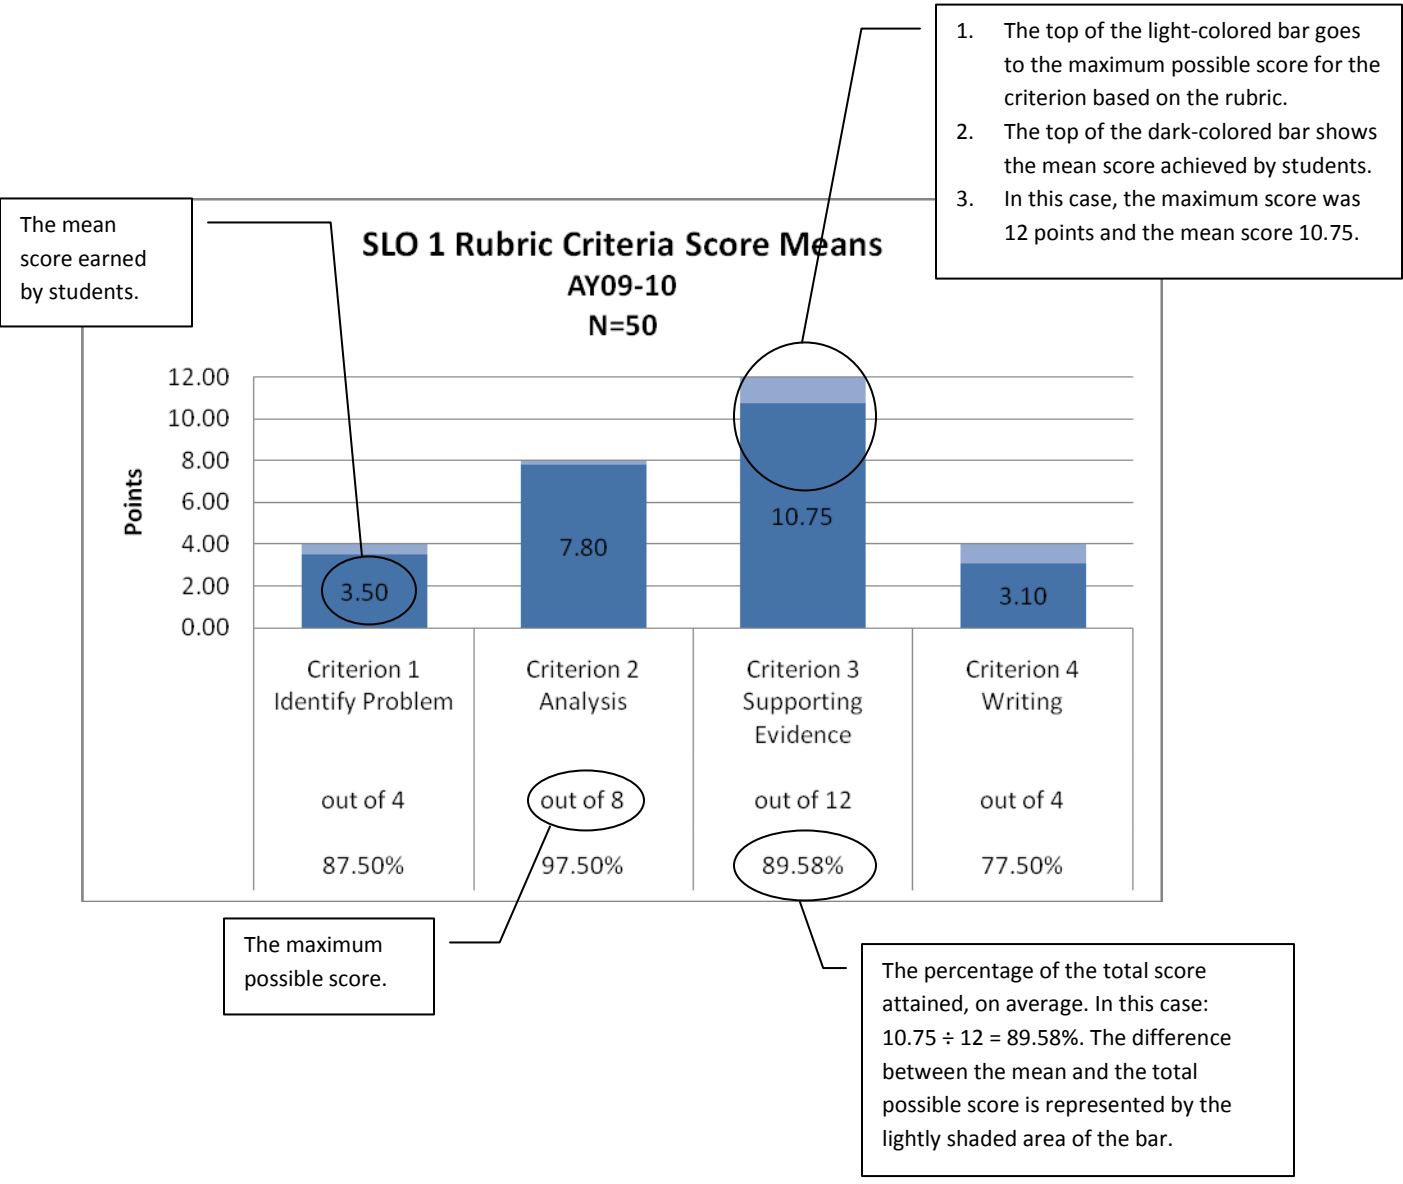 1. The top of the light-colored bar goes
to the maximum possible score for the
criterion based on the rubric.
2. The top of the dark-colored bar shows
the mean score achieved by students.
3. In this case, the maximum score was
12 points and the mean score 10.75.
The mean
score earned
by students.
SLO 1 Rubric Criteria Score Means
AY09-10
N=50
Points
12.00
10.00
8.00
6.00
4.00
2.00
0.00
3.50
7.80
10.75
3.10
Criterion 1
Identify Problem
out of 4
87.50%
Criterion 2
Analysis
out of 8
97.50%
Criterion 3
Supporting
Evidence
out of 12
89.58%
Criterion 4
Writing
out of 4
77.50%
The maximum
possible score.
The percentage of the total score
attained, on average. In this case:
10.75 ÷ 12 = 89.58%. The difference
between the mean and the total
possible score is represented by the
lightly shaded area of the bar.